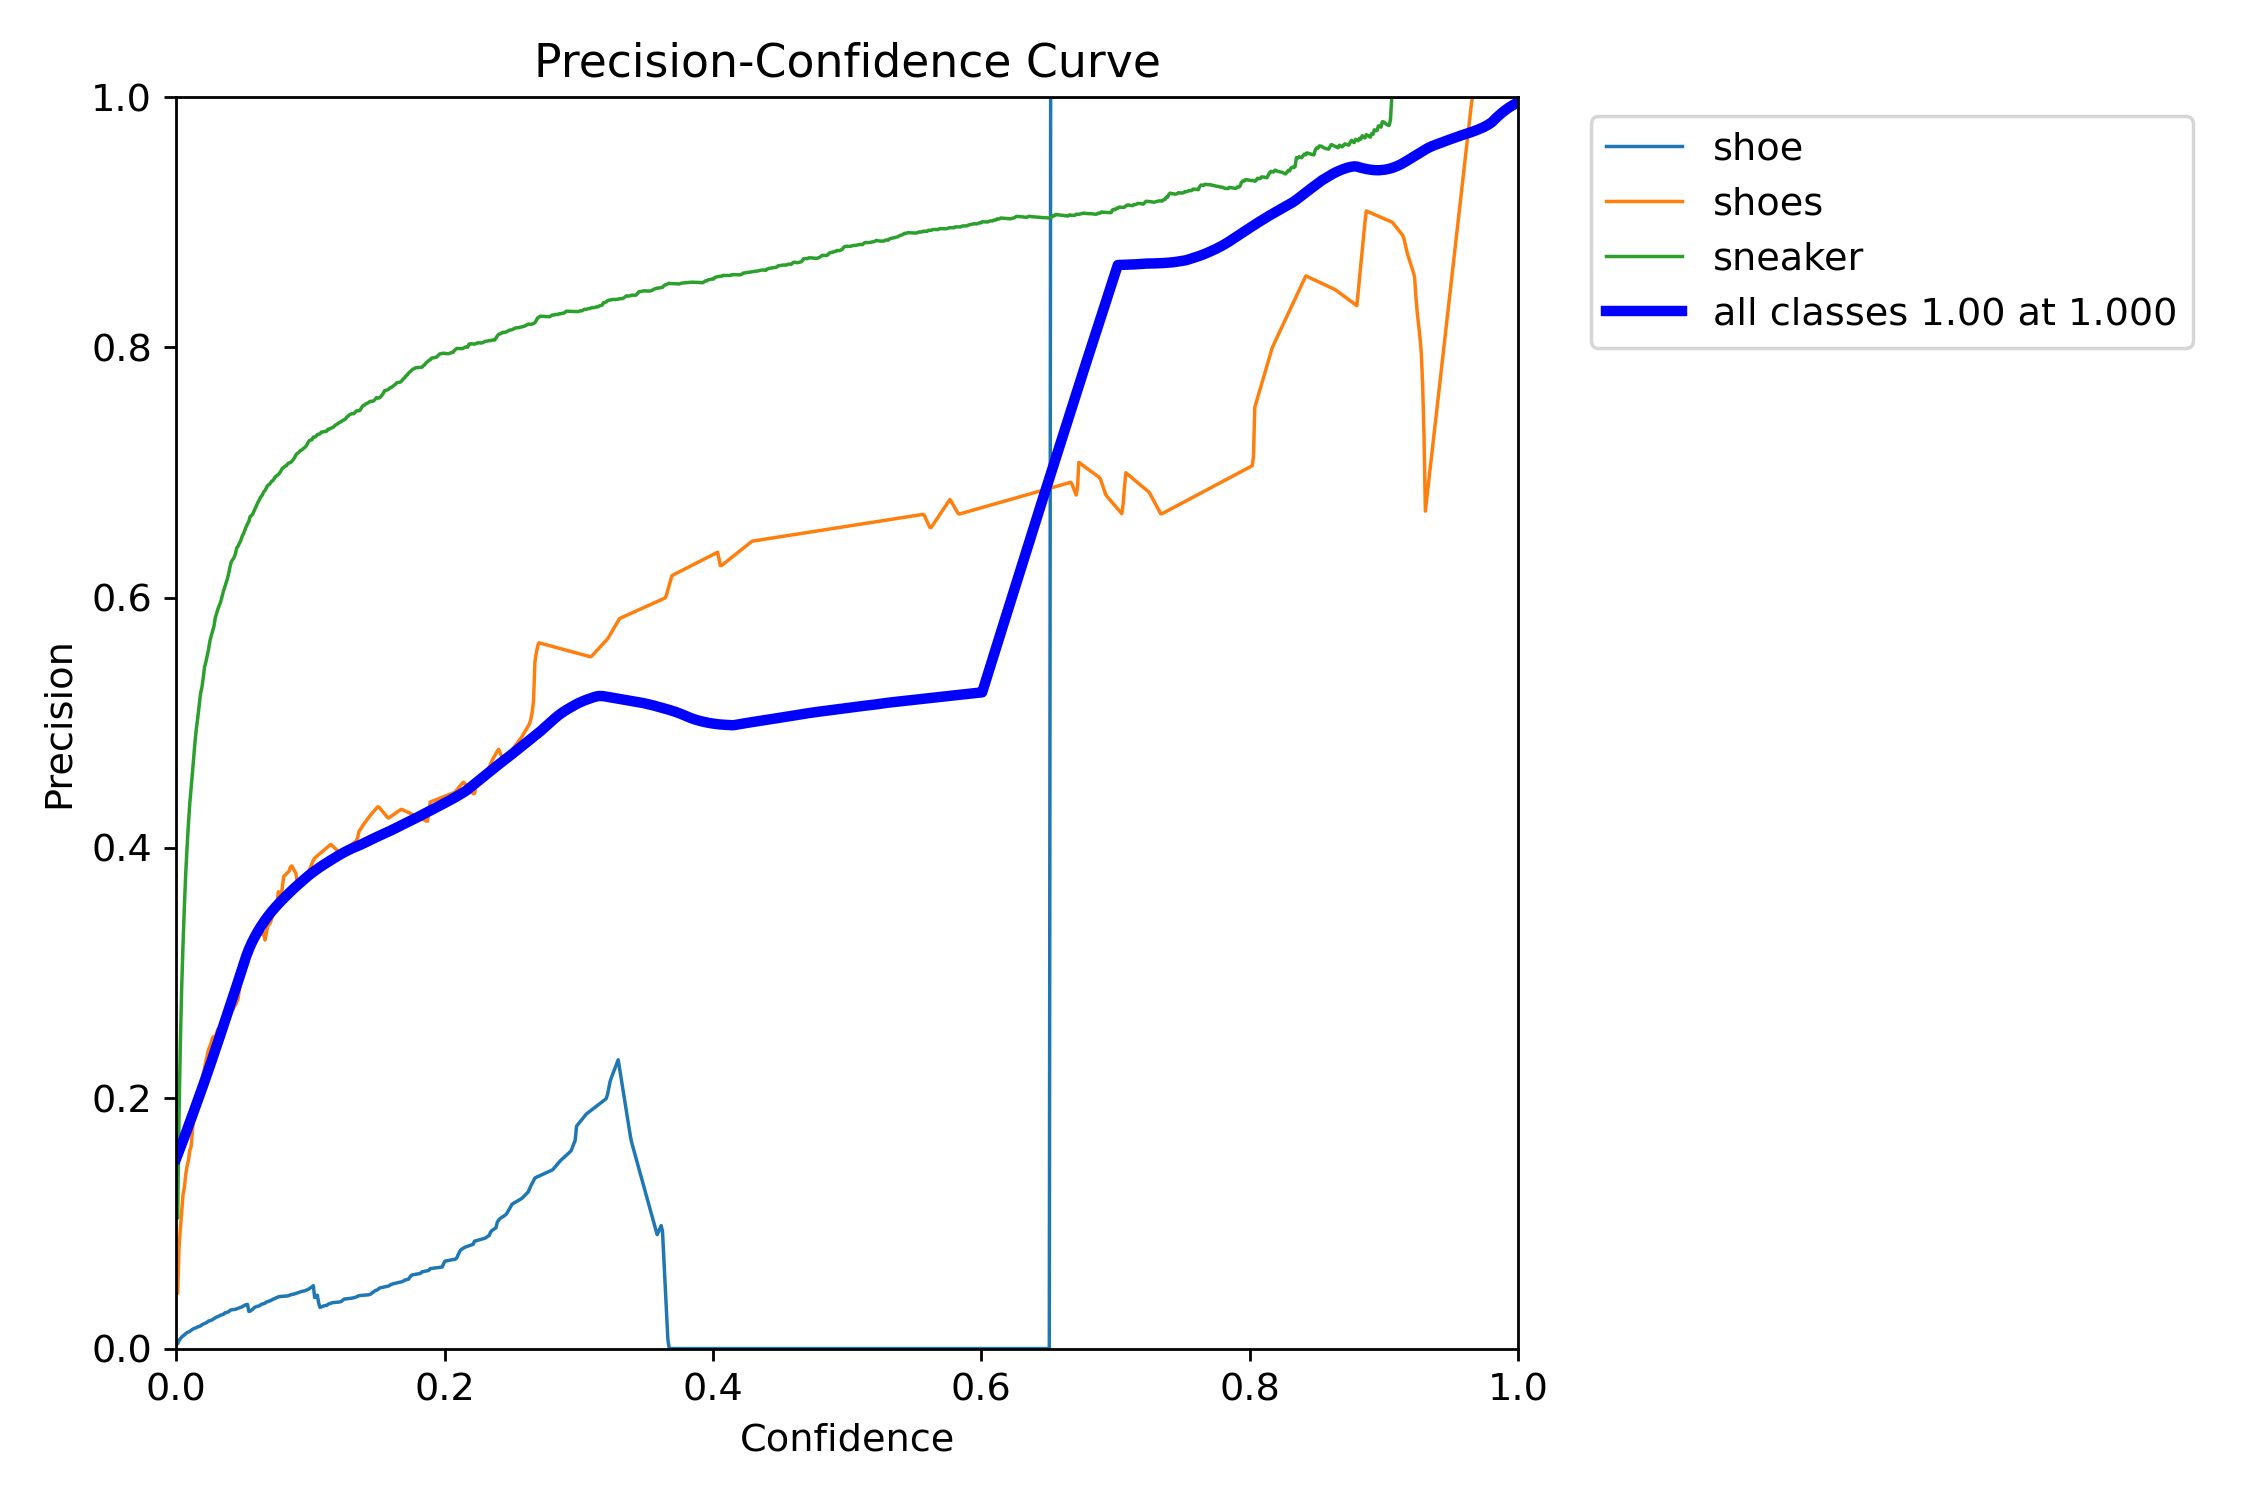 Precision-Confidence Curve
1.0
0.8
0.6
0.4
0.2
0.0
Precision
0.0 0.2 0.4 0.6 0.8 1.0
Confidence
shoe
shoes
sneaker
all classes 1.00 at 1.000